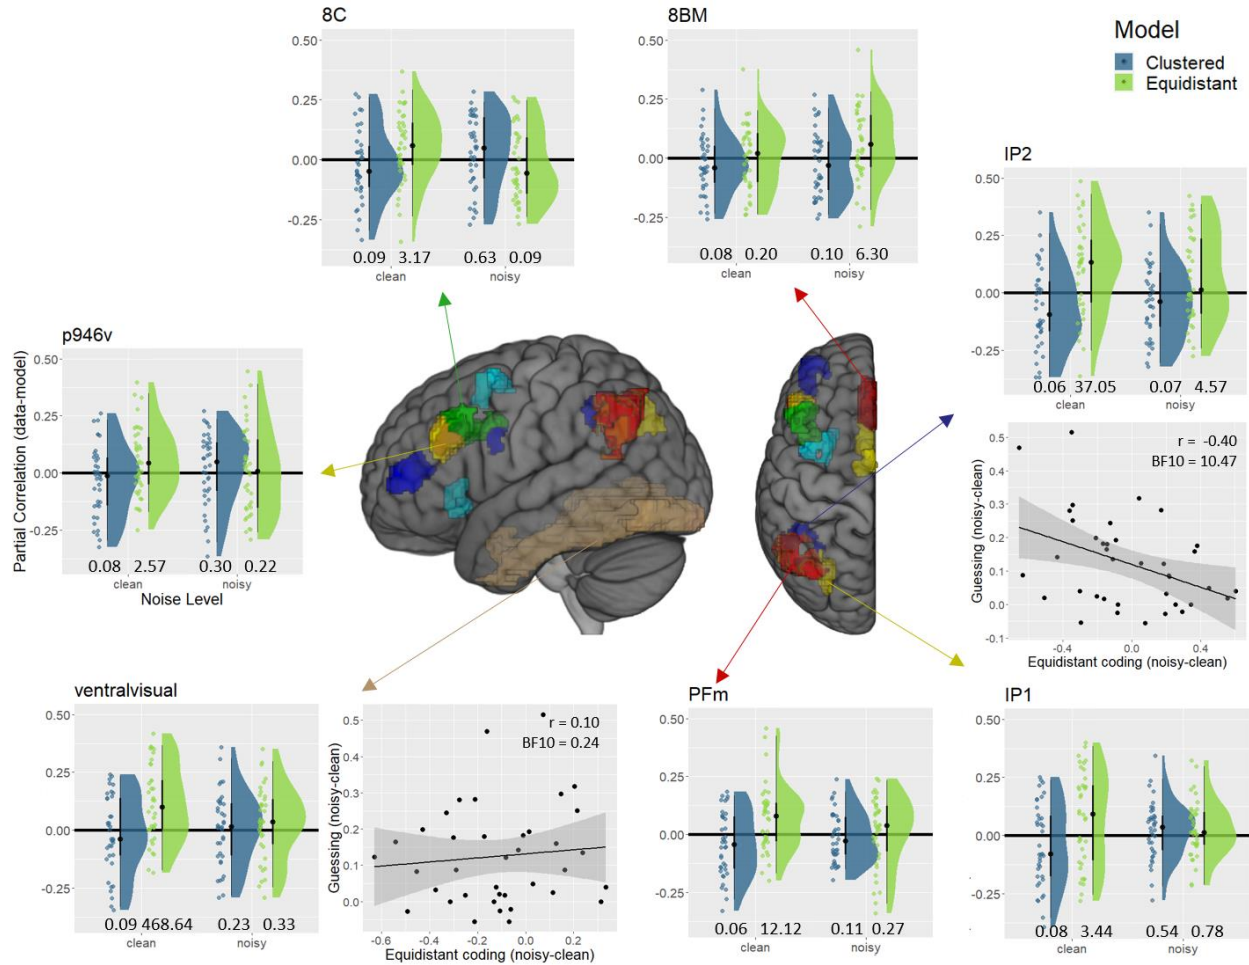 8C
0.50
0.25
0.00
-0.25
0.09 3.17 0.63 0.09
clean noisy
8BM
0.50
0.25
0.00
-0.25
0.08 0.20 0.10 6.30
clean noisy
Model
Clustered
Equidistant
IP2
0.50
0.25
0.00
-0.25
0.06 37.05 0.07 4.57
clean noisy
p946v
Partial Correlation (data-model)
0.50
0.25
0.00
-0.25
0.08 2.57 0.30 0.22
clean noisy
Noise Level
r = -0.40
BF10 = 10.47
Guessing (noisy-clean)
0.5
0.4
0.3
0.2
0.1
0.0
-0.1
-0.4 0.0 0.4
Equidistant coding (noisy-clean)
ventralvisual
0.50
0.25
0.00
-0.25
0.09 468.64 0.23 0.33
clean noisy
r = 0.10
BF10 = 0.24
Guessing (noisy-clean)
0.5
0.4
0.3
0.2
0.1
0.0
-0.6 -0.4 -0.2 0.0 0.2
Equidistant coding (noisy-clean)
PFm
0.50
0.25
0.00
-0.25
0.06 12.12 0.11 0.27
clean noisy
IP1
0.50
0.25
0.00
-0.25
0.08 3.44 0.54 0.78
clean noisy